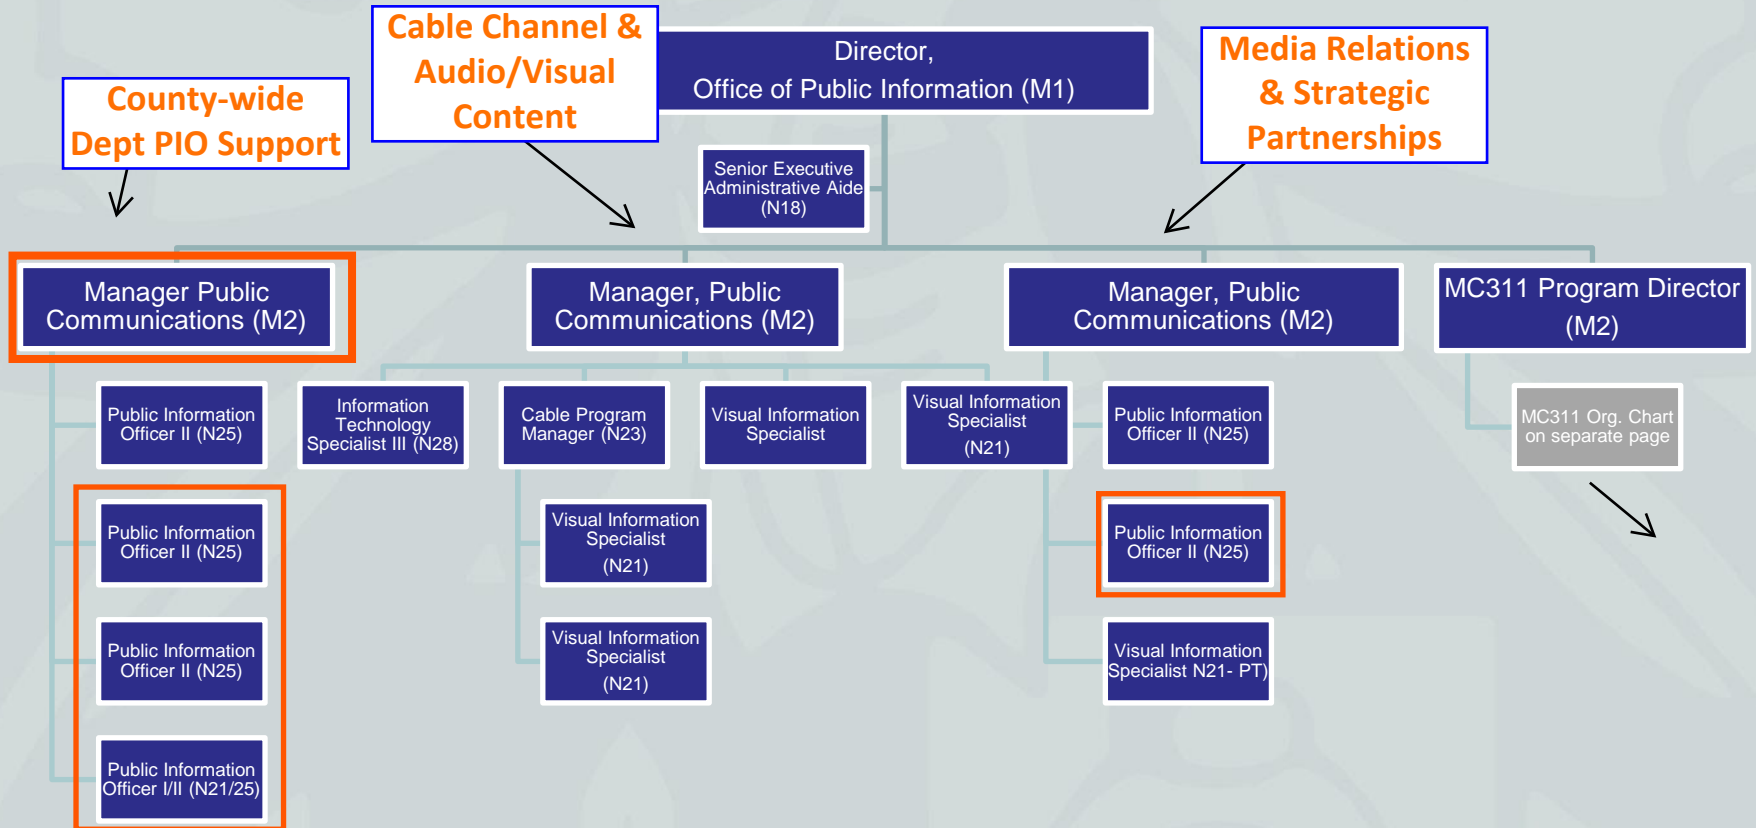 Cable Channel &
Audio/Visual
Content
Director,
Office of Public Information (M1)
Media Relations
& Strategic
Partnerships
County-wide
Dept PIO Support
Senior Executive
Administrative Aide
(N18)
Manager Public
Communications (M2)
Manager, Public
Communications (M2)
Manager, Public
Communications (M2)
MC311 Program Director
(M2)
Public Information
Officer II (N25)
Information
Technology
Specialist III (N28)
Cable Program
Manager (N23)
Visual Information
Specialist
Visual Information
Specialist
(N21)
Public Information
Officer II (N25)
MC311 Org. Chart
on separate page
Public Information
Officer II (N25)
Visual Information
Specialist
(N21)
Public Information
Officer II (N25)
Public Information
Officer II (N25)
Visual Information
Specialist
(N21)
Visual Information
Specialist N21- PT)
Public Information
Officer I/II (N21/25)